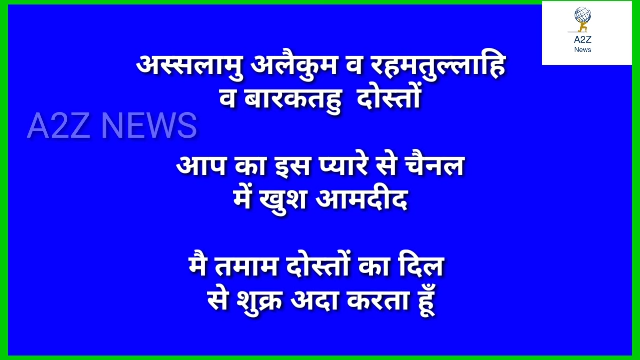 A2Z
News
अस्सलामु अलैकुम व रहमतुल्लाहि
व बारकतहु दोस्तों
A2Z NEWS
आप का इस प्यारे से चैनल
में खुश आमदीद
मै तमाम दोस्तों का दिल
से शुक्र अदा करता हूँ